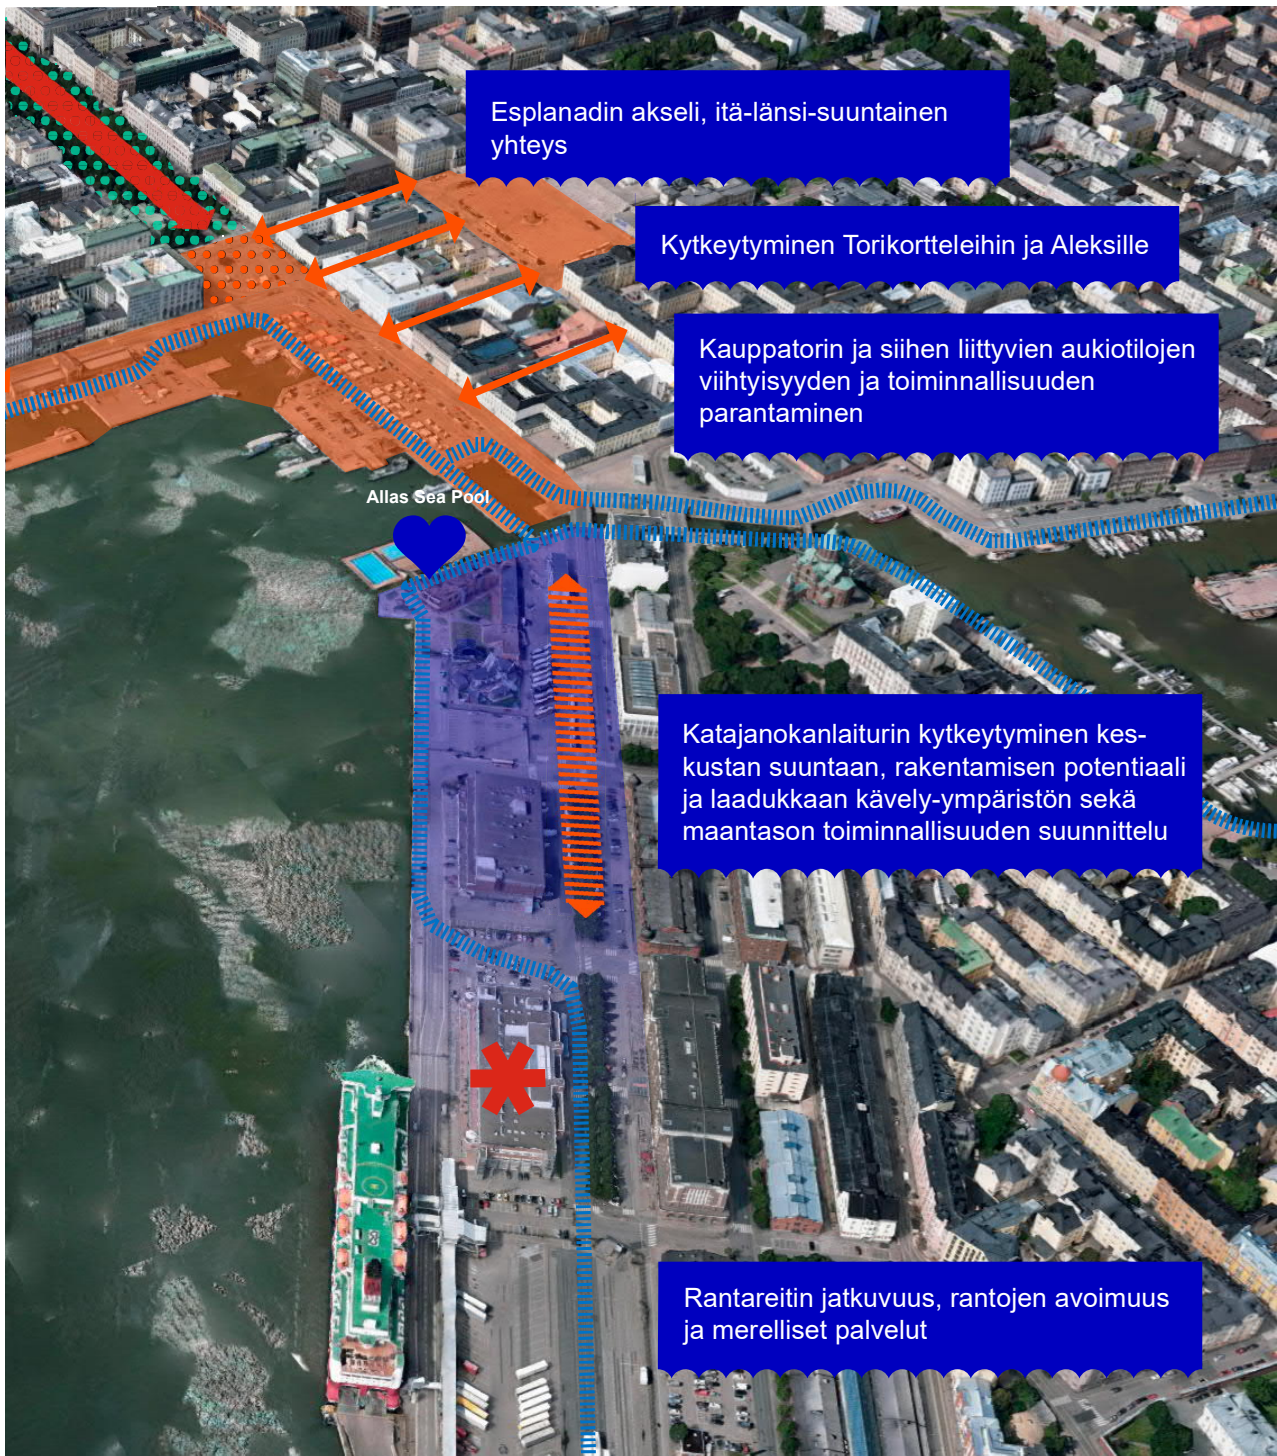 Esplanadin akseli, itä-länsi-suuntainen
yhteys
Kytkeytyminen Torikortteleihin ja Aleksille
Kauppatorin ja siihen liittyvien aukiotilojen
viihtyisyyden ja toiminnallisuuden
parantaminen
Allas Sea Pool
Katajanokanlaiturin kytkeytyminen kes-
kustan suuntaan, rakentamisen potentiaali
ja laadukkaan kävely-ympäristön sekä
maantason toiminnallisuuden suunnittelu
Rantareitin jatkuvuus, rantojen avoimuus
ja merelliset palvelut